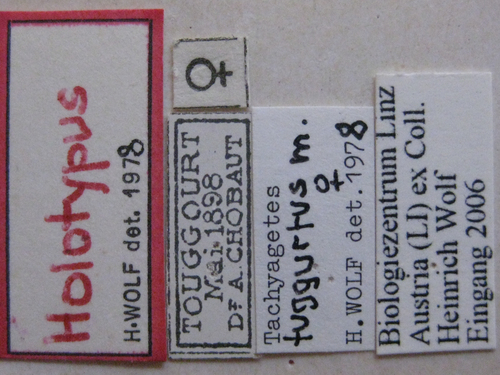 Holotypus
H.WOLF det. 1978
♀
TOUGGOURT
Mai 1898
Dr A. CHOBAUT
Tachyagetes
tuggurtus m.
♀
H. WOLF det. 1978
Biologiezentrum Linz
Austria (LI) ex Coll.
Heinrich Wolf
Eingang 2006